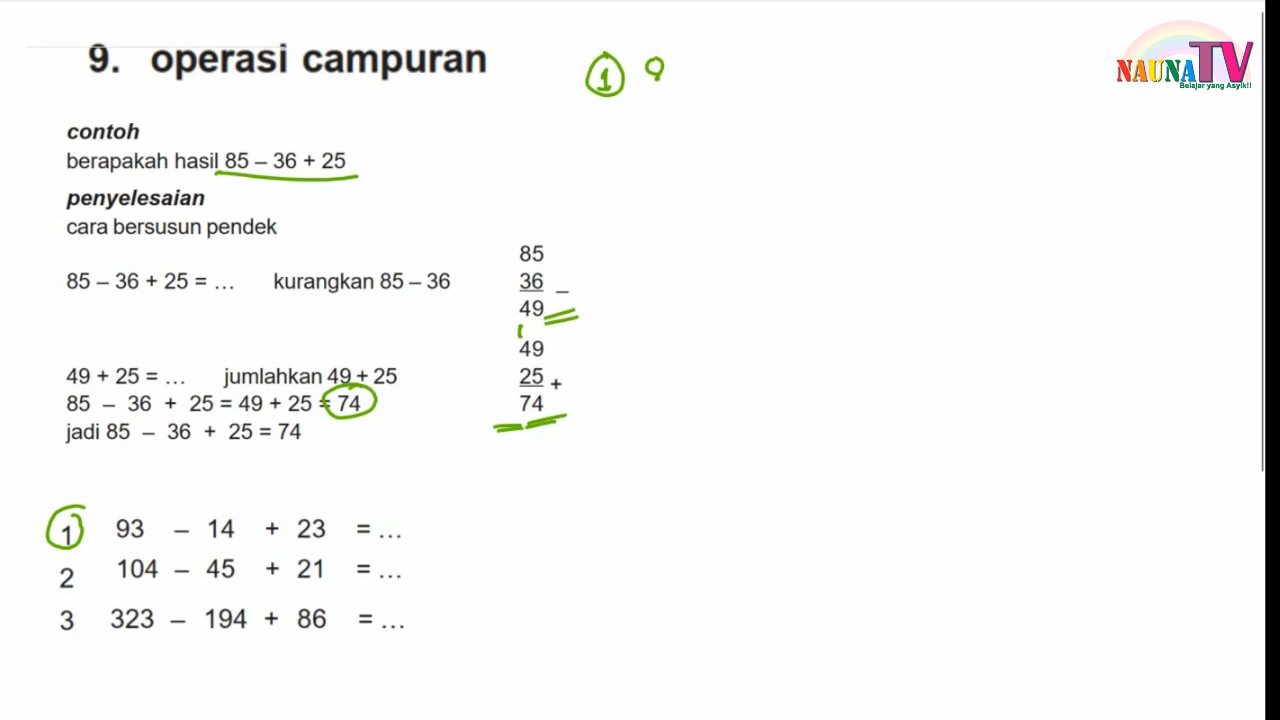 9. operasi campuran
1 9
NAUNA TV
Belajar yang Asyik!!
contoh
berapakah hasil 85 – 36 + 25
penyelesaian
cara bersusun pendek
85
85 – 36 + 25 = … kurangkan 85 – 36
36 –
49
49
49 + 25 = … jumlahkan 49 + 25
25 +
85 – 36 + 25 = 49 + 25 = 74
74
jadi 85 – 36 + 25 = 74
1 93 – 14 + 23 = …
2 104 – 45 + 21 = …
3 323 – 194 + 86 = …